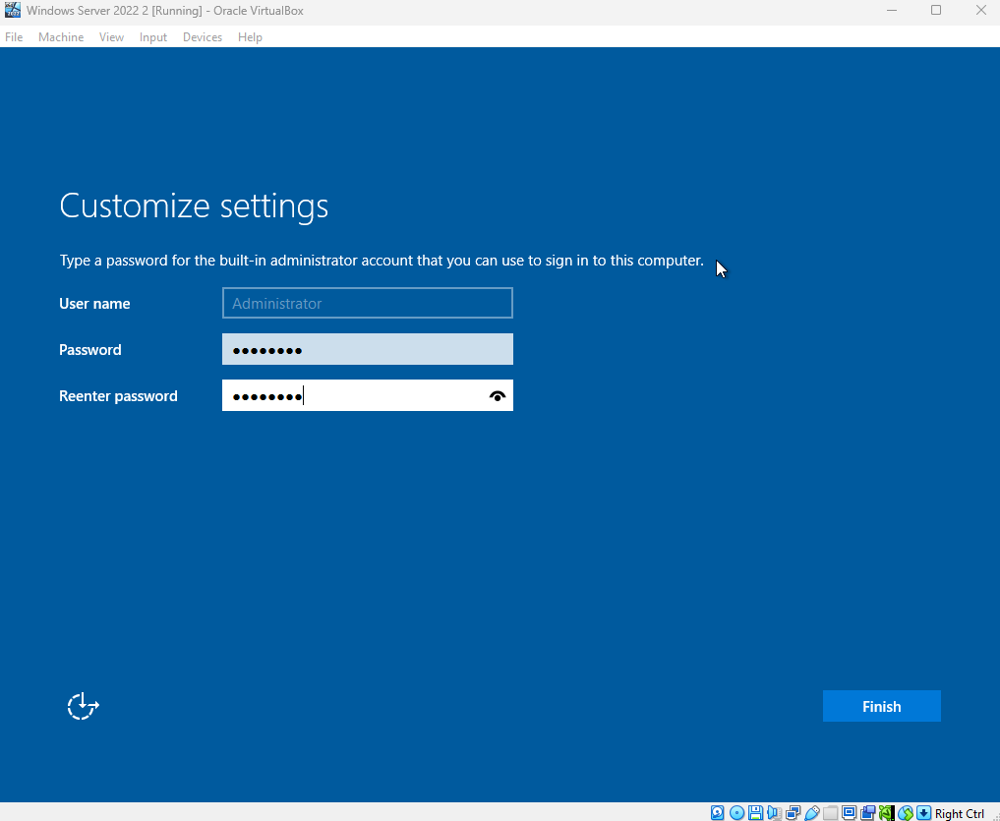 Windows Server 2022 2 [Running] - Oracle VirtualBox
File Machine View Input Devices Help
Customize settings
Type a password for the built-in administrator account that you can use to sign in to this computer.
User name
Administrator
Password
●●●●●●●●
Reenter password
●●●●●●●●
Finish
Right Ctrl